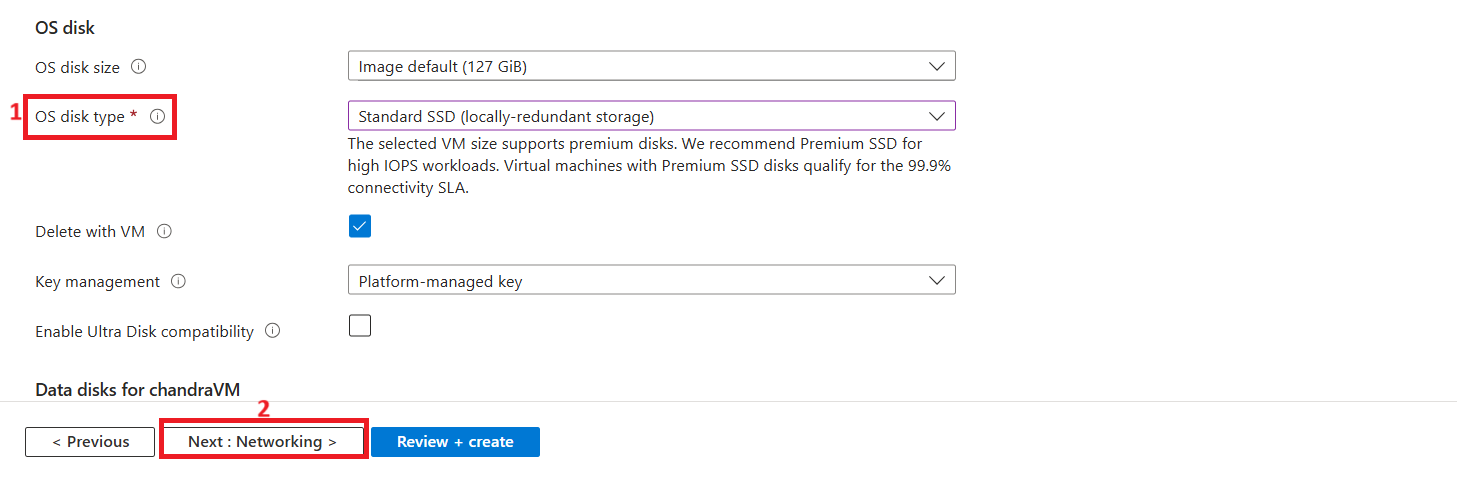 OS disk
OS disk size
Image default (127 GiB)
1
OS disk type *
Standard SSD (locally-redundant storage)
The selected VM size supports premium disks. We recommend Premium SSD for
high IOPS workloads. Virtual machines with Premium SSD disks qualify for the 99.9%
connectivity SLA.
Delete with VM
Key management
Platform-managed key
Enable Ultra Disk compatibility
Data disks for chandraVM
2
< Previous
Next : Networking >
Review + create